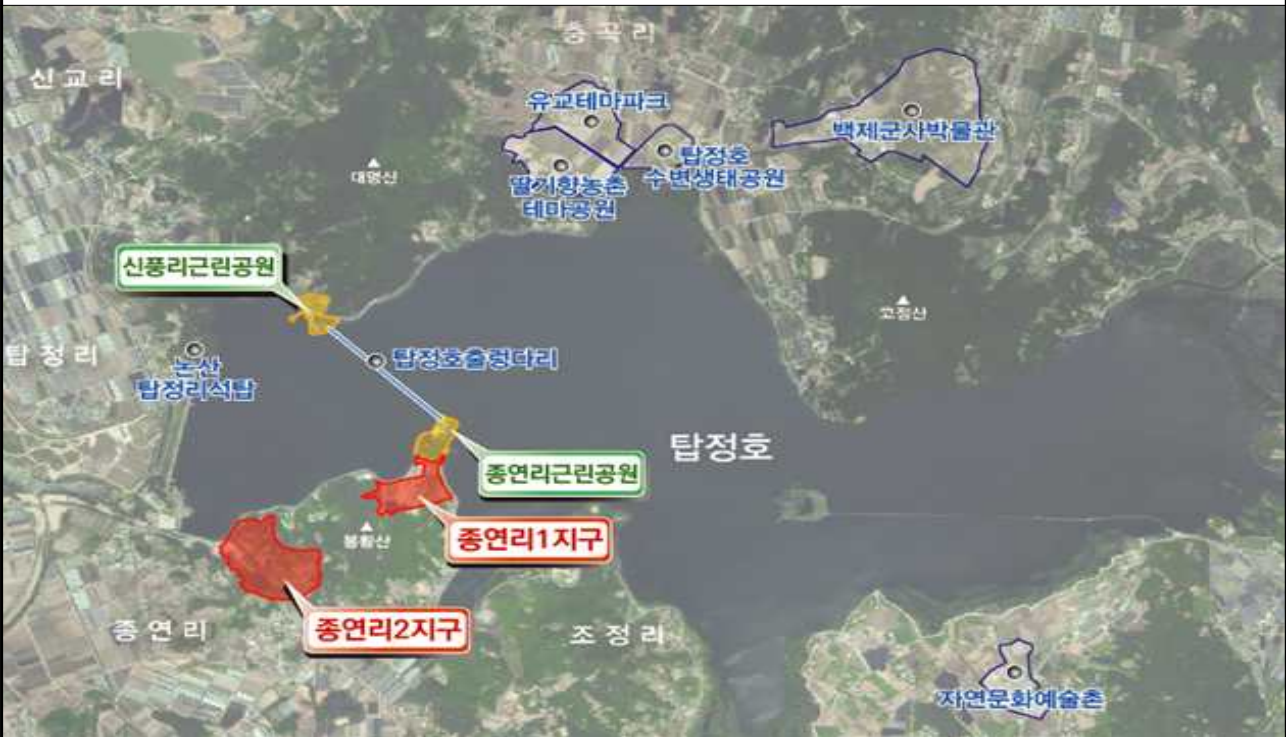 충곡리
신교리
유교테마파크
백제군사박물관
탑정호
수변생태공원
딸기향농촌
테마공원
대명산
신풍리근린공원
고정산
탑정리
논산
탑정리석탑
탑정호출렁다리
탑정호
종연리근린공원
종연리1지구
봉황산
종연리2지구
종연리
조정리
자연문화예술촌